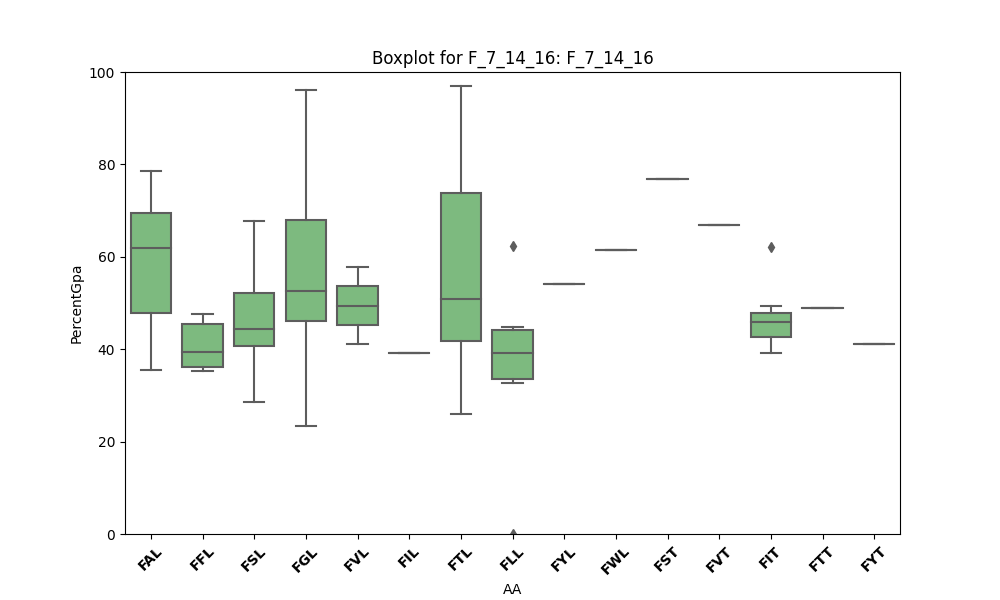 Boxplot for F_7_14_16: F_7_14_16
100
80
60
40
20
0
PercentGpa
FAL FFL FSL FGL FVL FIL FTL FLL FYL FWL FST FVT FIT FTT FYT
AA